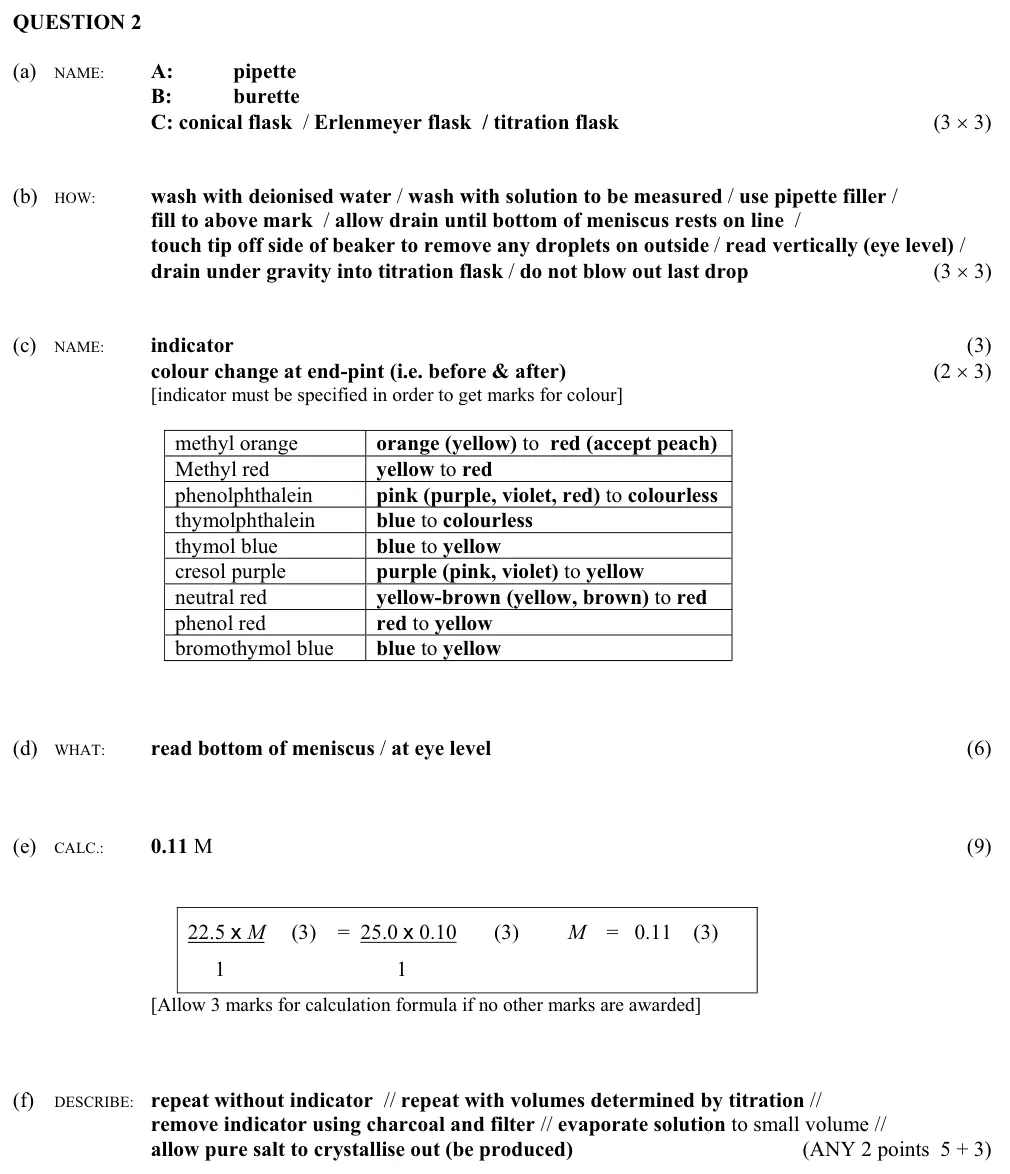 QUESTION 2
(a) NAME: A: pipette
B: burette
C: conical flask / Erlenmeyer flask / titration flask (3 × 3)
(b) HOW: wash with deionised water / wash with solution to be measured / use pipette filler /
fill to above mark / allow drain until bottom of meniscus rests on line /
touch tip off side of beaker to remove any droplets on outside / read vertically (eye level) /
drain under gravity into titration flask / do not blow out last drop (3 × 3)
(c) NAME: indicator (3)
colour change at end-pint (i.e. before & after) (2 × 3)
[indicator must be specified in order to get marks for colour]
methyl orange orange (yellow) to red (accept peach)
Methyl red yellow to red
phenolphthalein pink (purple, violet, red) to colourless
thymolphthalein blue to colourless
thymol blue blue to yellow
cresol purple purple (pink, violet) to yellow
neutral red yellow-brown (yellow, brown) to red
phenol red red to yellow
bromothymol blue blue to yellow
(d) WHAT: read bottom of meniscus / at eye level (6)
(e) CALC.: 0.11 M (9)
22.5 x M (3) = 25.0 x 0.10 (3) M = 0.11 (3)
1 1
[Allow 3 marks for calculation formula if no other marks are awarded]
(f) DESCRIBE: repeat without indicator // repeat with volumes determined by titration //
remove indicator using charcoal and filter // evaporate solution to small volume //
allow pure salt to crystallise out (be produced) (ANY 2 points 5 + 3)